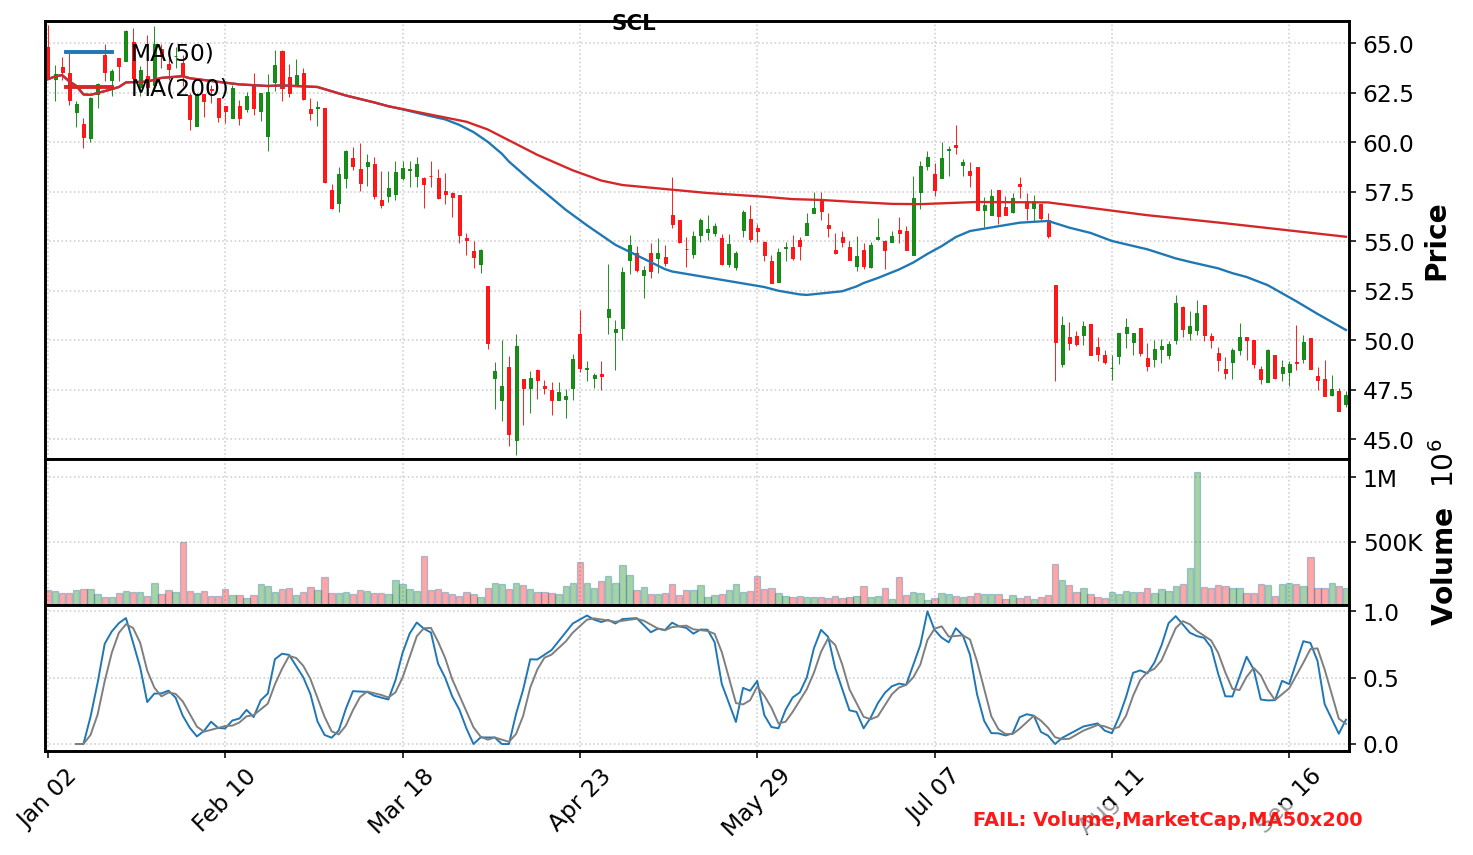 SCL
MA(50)
MA(200)
65.0
62.5
60.0
57.5
55.0
52.5
50.0
47.5
45.0
Price
1M
500K
Volume 10⁶
1.0
0.5
0.0
Jan 02
Feb 10
Mar 18
Apr 23
May 29
Jul 07
Aug 11
Sep 16
FAIL: Volume,MarketCap,MA50x200